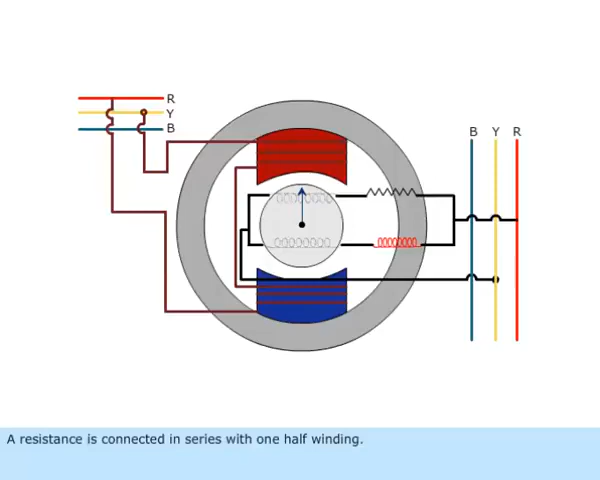 R
Y
B
B Y R
A resistance is connected in series with one half winding.